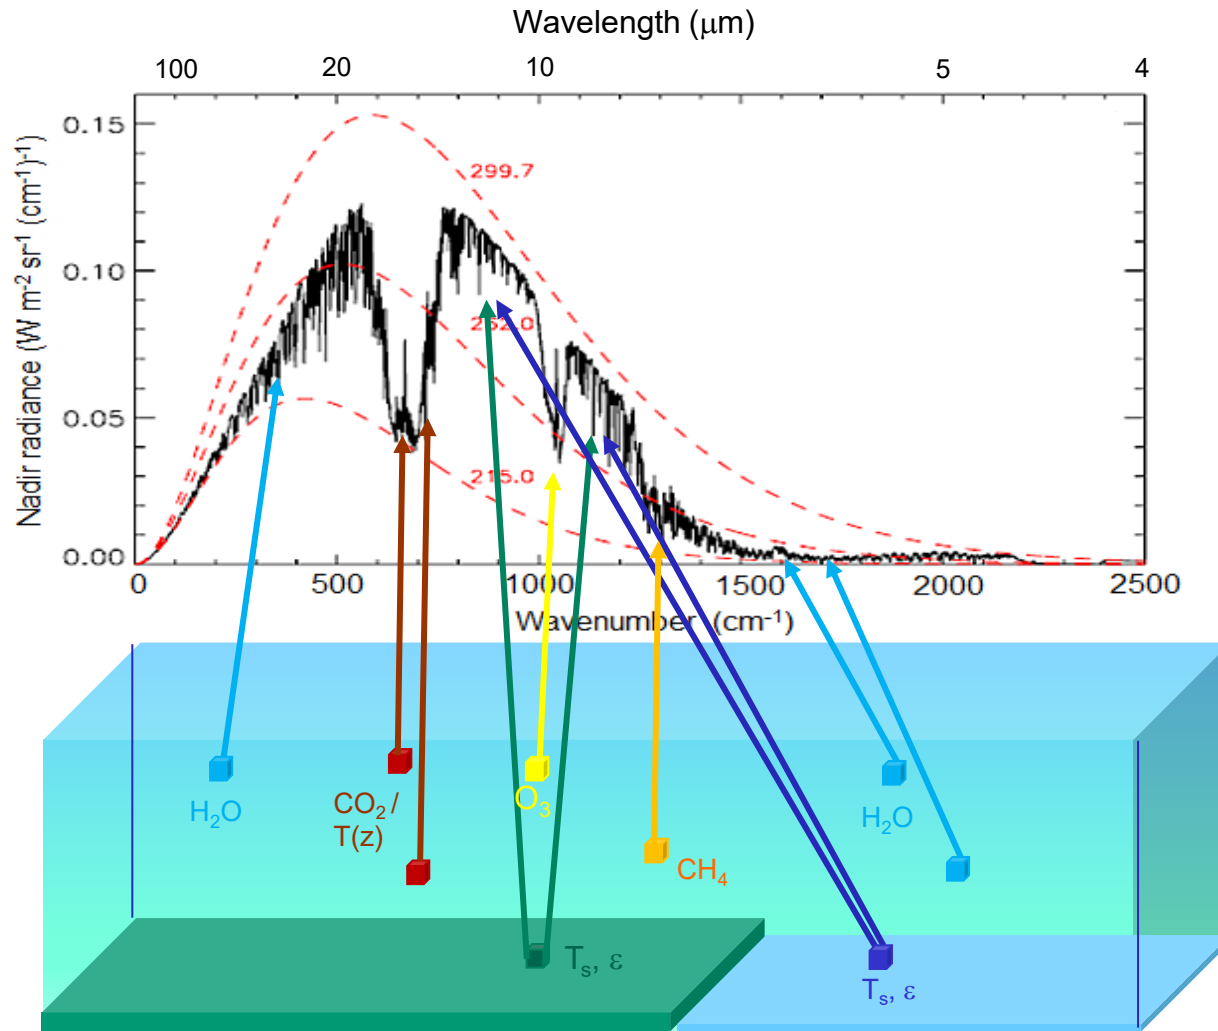 Wavelength (μm)
100 20 10 5 4
Nadir radiance (W m-2 sr-1 (cm-1)-1)
0.15
0.10
0.05
0.00
299.7
252.0
215.0
0 500 1000 1500 2000 2500
Wavenumber (cm-1)
H2O
CO2 /
T(z)
O3
CH4
H2O
Ts, ε
Ts, ε